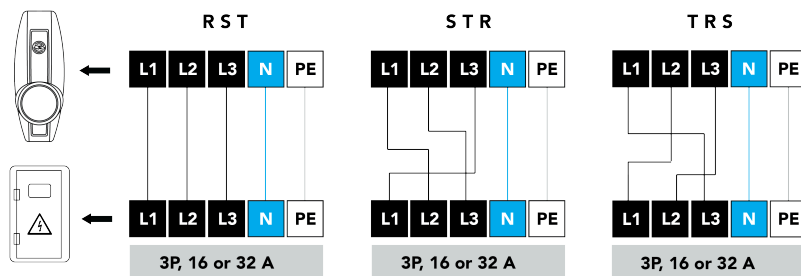 R S T S T R T R S
L1 L2 L3 N PE L1 L2 L3 N PE L1 L2 L3 N PE
L1 L2 L3 N PE L1 L2 L3 N PE L1 L2 L3 N PE
3P, 16 or 32 A 3P, 16 or 32 A 3P, 16 or 32 A